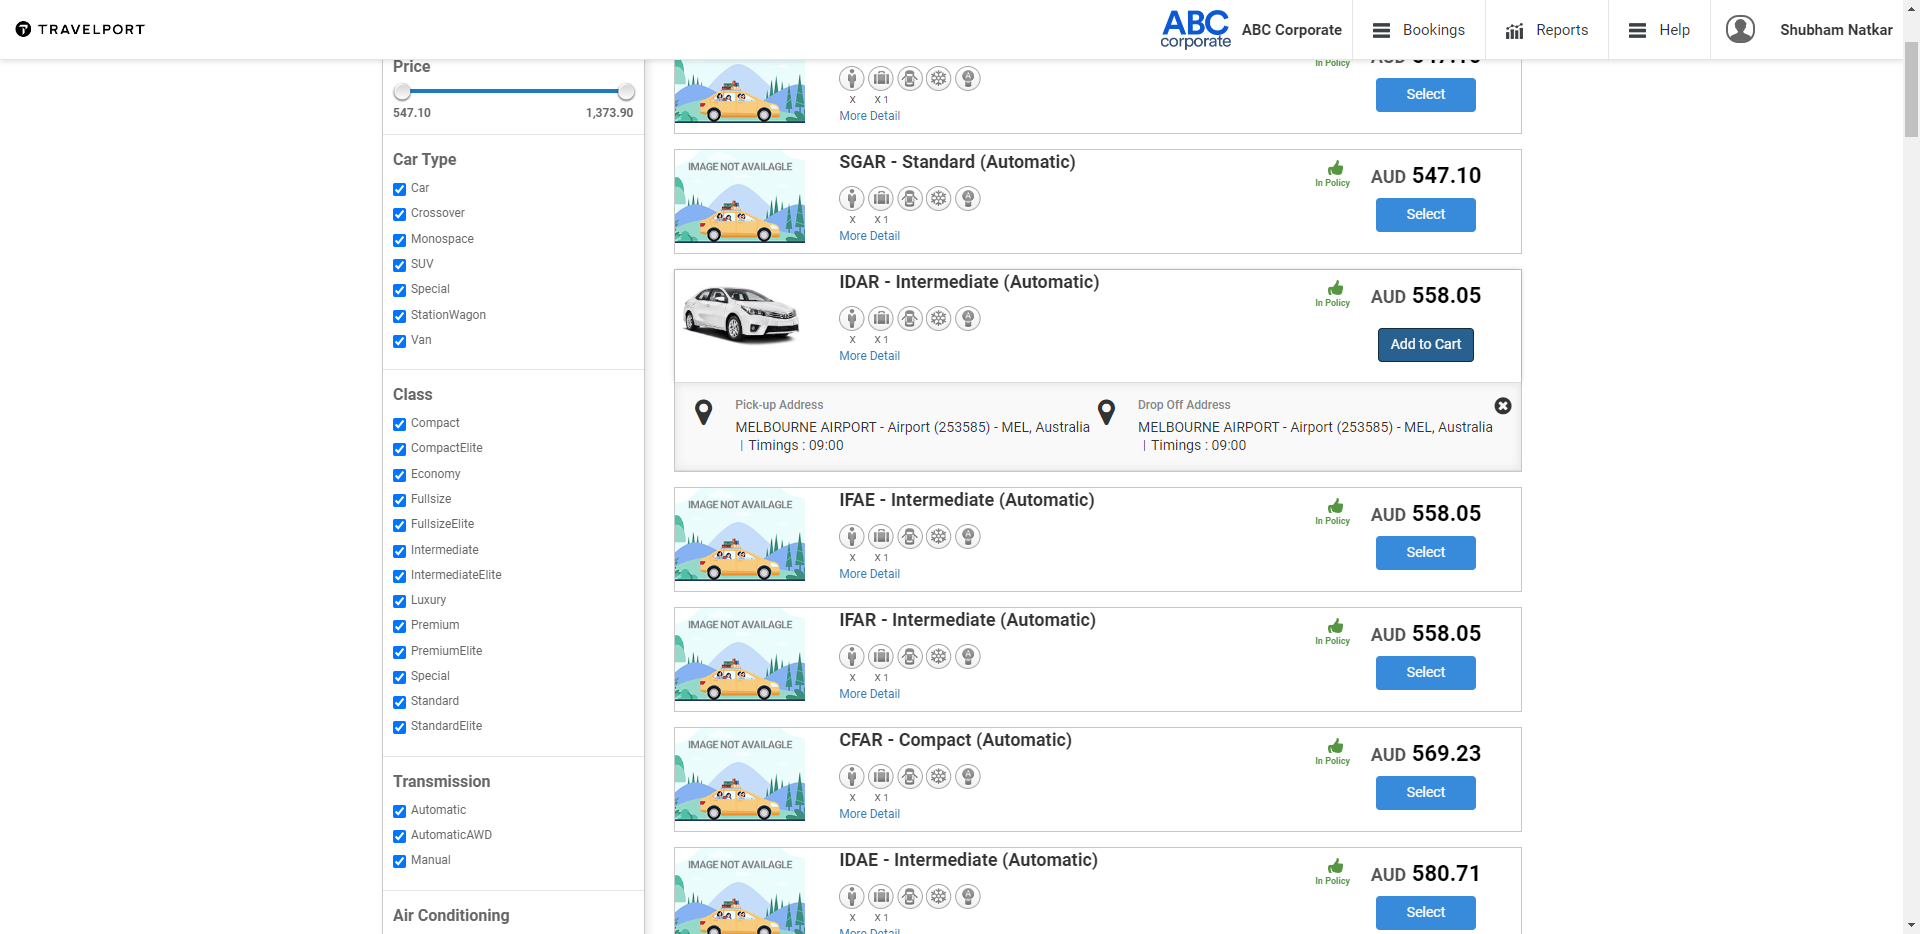 TRAVELPORT
ABC
corporate
ABC Corporate
Bookings
Reports
Help
Shubham Natkar
Price
547.10
1,373.90
Car Type
Car
Crossover
Monospace
SUV
Special
StationWagon
Van
Class
Compact
CompactElite
Economy
Fullsize
FullsizeElite
Intermediate
IntermediateElite
Luxury
Premium
PremiumElite
Special
Standard
StandardElite
Transmission
Automatic
AutomaticAWD
Manual
Air Conditioning
In Policy
X
X 1
More Detail
Select
IMAGE NOT AVAILAGLE
SGAR - Standard (Automatic)
X
X 1
More Detail
In Policy
AUD 547.10
Select
IDAR - Intermediate (Automatic)
X
X 1
More Detail
In Policy
AUD 558.05
Add to Cart
Pick-up Address
MELBOURNE AIRPORT - Airport (253585) - MEL, Australia
| Timings : 09:00
Drop Off Address
MELBOURNE AIRPORT - Airport (253585) - MEL, Australia
| Timings : 09:00
IMAGE NOT AVAILAGLE
IFAE - Intermediate (Automatic)
X
X 1
More Detail
In Policy
AUD 558.05
Select
IMAGE NOT AVAILAGLE
IFAR - Intermediate (Automatic)
X
X 1
More Detail
In Policy
AUD 558.05
Select
IMAGE NOT AVAILAGLE
CFAR - Compact (Automatic)
X
X 1
More Detail
In Policy
AUD 569.23
Select
IMAGE NOT AVAILAGLE
IDAE - Intermediate (Automatic)
X
X 1
More Detail
In Policy
AUD 580.71
Select